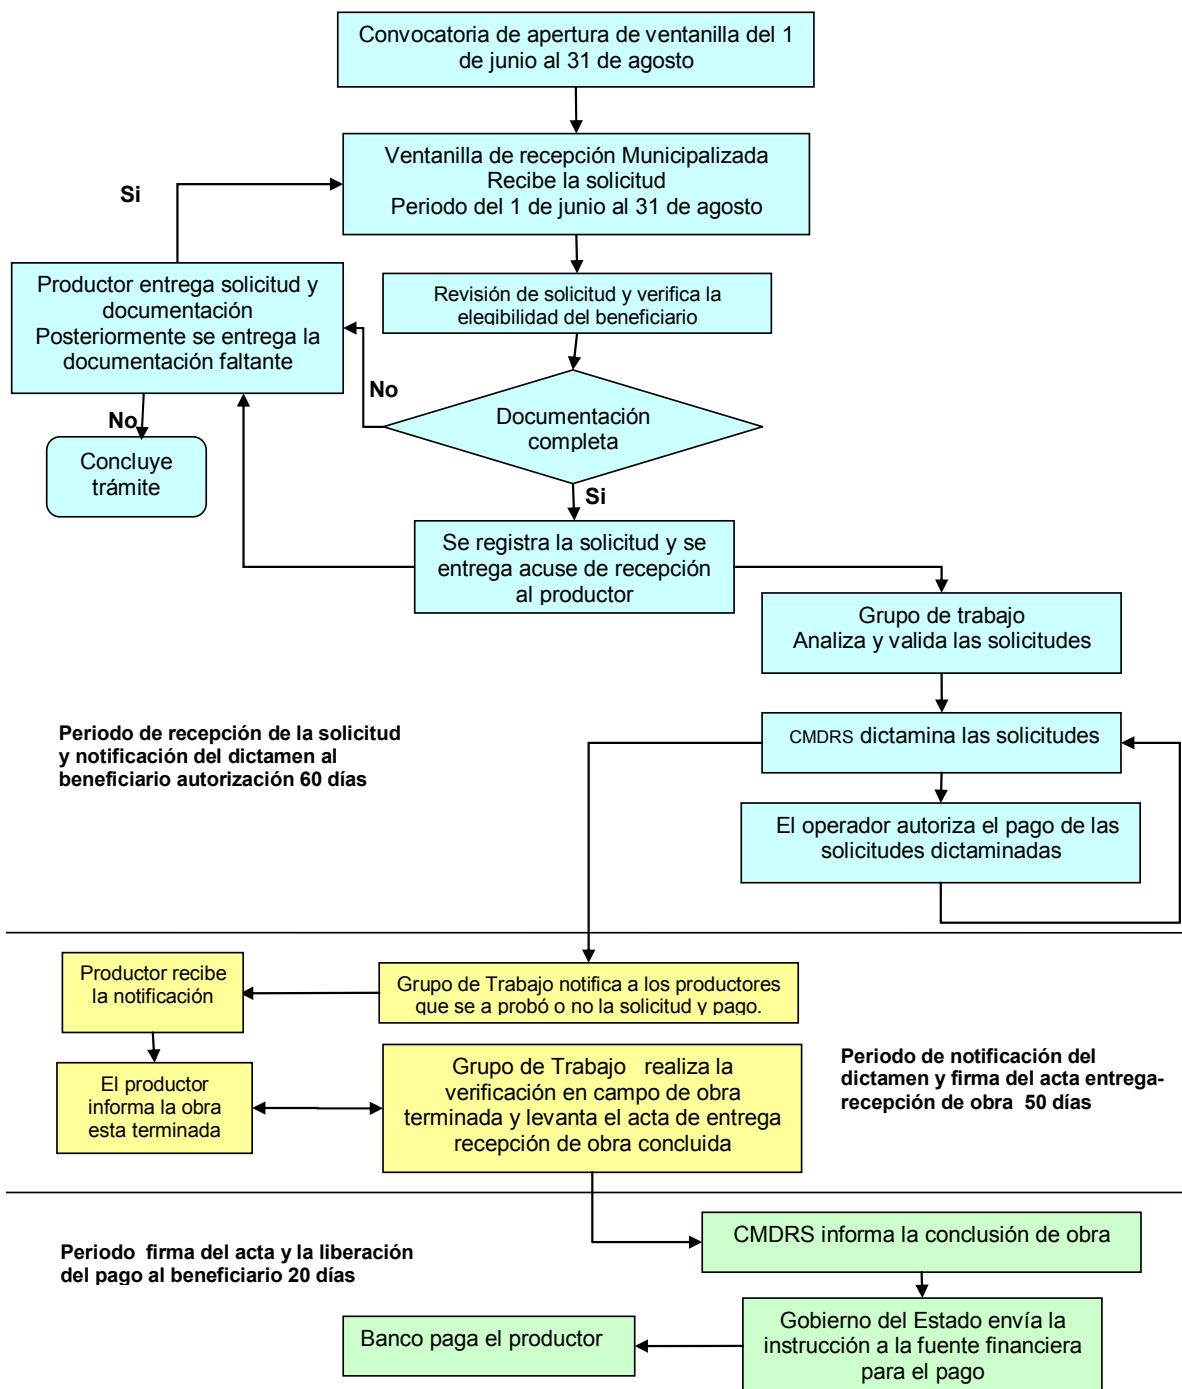 Convocatoria de apertura de ventanilla del 1
de junio al 31 de agosto
Ventanilla de recepción Municipalizada
Recibe la solicitud
Periodo del 1 de junio al 31 de agosto
Si
Productor entrega solicitud y
documentación
Posteriormente se entrega la
documentación faltante
Revisión de solicitud y verifica la
elegibilidad del beneficiario
No
Documentación
completa
No
Concluye
trámite
Si
Se registra la solicitud y se
entrega acuse de recepción
al productor
Grupo de trabajo
Analiza y valida las solicitudes
Periodo de recepción de la solicitud
y notificación del dictamen al
beneficiario autorización 60 días
CMDRS dictamina las solicitudes
El operador autoriza el pago de las
solicitudes dictaminadas
Productor recibe
la notificación
Grupo de Trabajo notifica a los productores
que se a probó o no la solicitud y pago.
El productor
informa la obra
esta terminada
Grupo de Trabajo realiza la
verificación en campo de obra
terminada y levanta el acta de entrega
recepción de obra concluida
Periodo de notificación del
dictamen y firma del acta entrega-
recepción de obra 50 días
Periodo firma del acta y la liberación
del pago al beneficiario 20 días
CMDRS informa la conclusión de obra
Gobierno del Estado envía la
instrucción a la fuente financiera
para el pago
Banco paga el productor